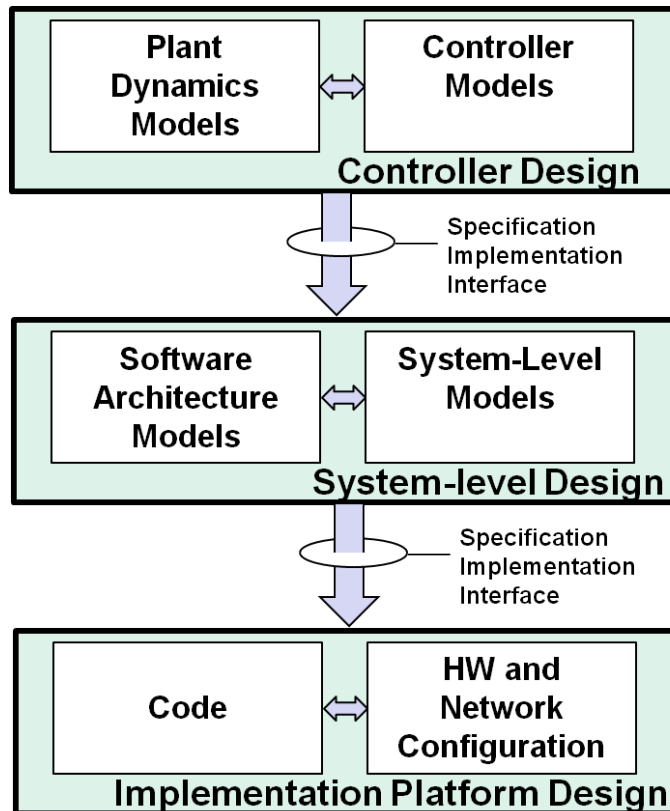 Plant
Dynamics
Models
Controller
Models
Controller Design
Specification
Implementation
Interface
Software
Architecture
Models
System-Level
Models
System-level Design
Specification
Implementation
Interface
Code
HW and
Network
Configuration
Implementation Platform Design